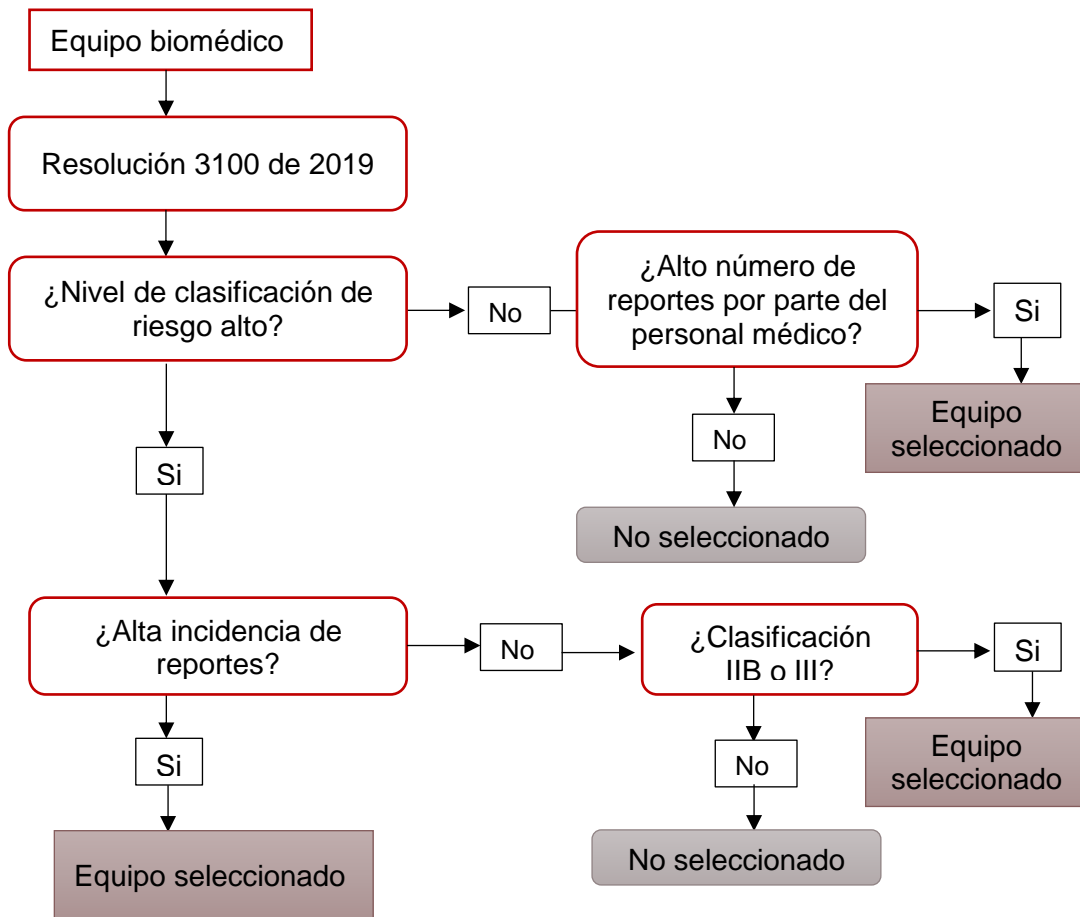 Equipo biomédico
Resolución 3100 de 2019
¿Nivel de clasificación de
riesgo alto?
No
¿Alto número de
reportes por parte del
personal médico?
Si
Equipo
seleccionado
No
No seleccionado
Si
¿Alta incidencia de
reportes?
No
¿Clasificación
IIB o III?
Si
Equipo
seleccionado
No
No seleccionado
Si
Equipo seleccionado